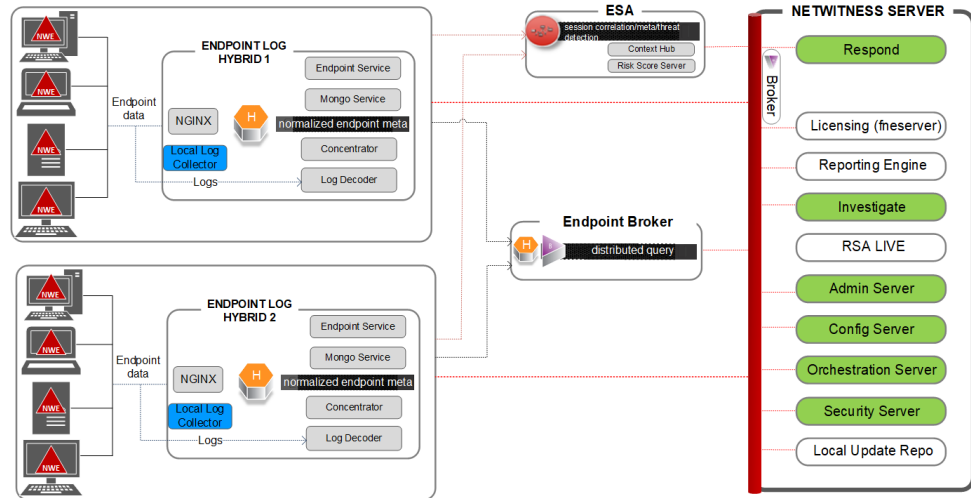 NWE
NWE
NWE
NWE
Endpoint
data
ENDPOINT LOG
HYBRID 1
NGINX
Local Log
Collector
Logs
H
Endpoint Service
Mongo Service
normalized endpoint meta
Concentrator
Log Decoder
NWE
NWE
NWE
NWE
Endpoint
data
ENDPOINT LOG
HYBRID 2
NGINX
Local Log
Collector
Logs
H
Endpoint Service
Mongo Service
normalized endpoint meta
Concentrator
Log Decoder
ESA
session correlation/meta/threat
detection
Context Hub
Risk Score Server
Endpoint Broker
H
distributed query
NETWITNESS SERVER
Broker
Respond
Licensing (fneserver)
Reporting Engine
Investigate
RSA LIVE
Admin Server
Config Server
Orchestration Server
Security Server
Local Update Repo